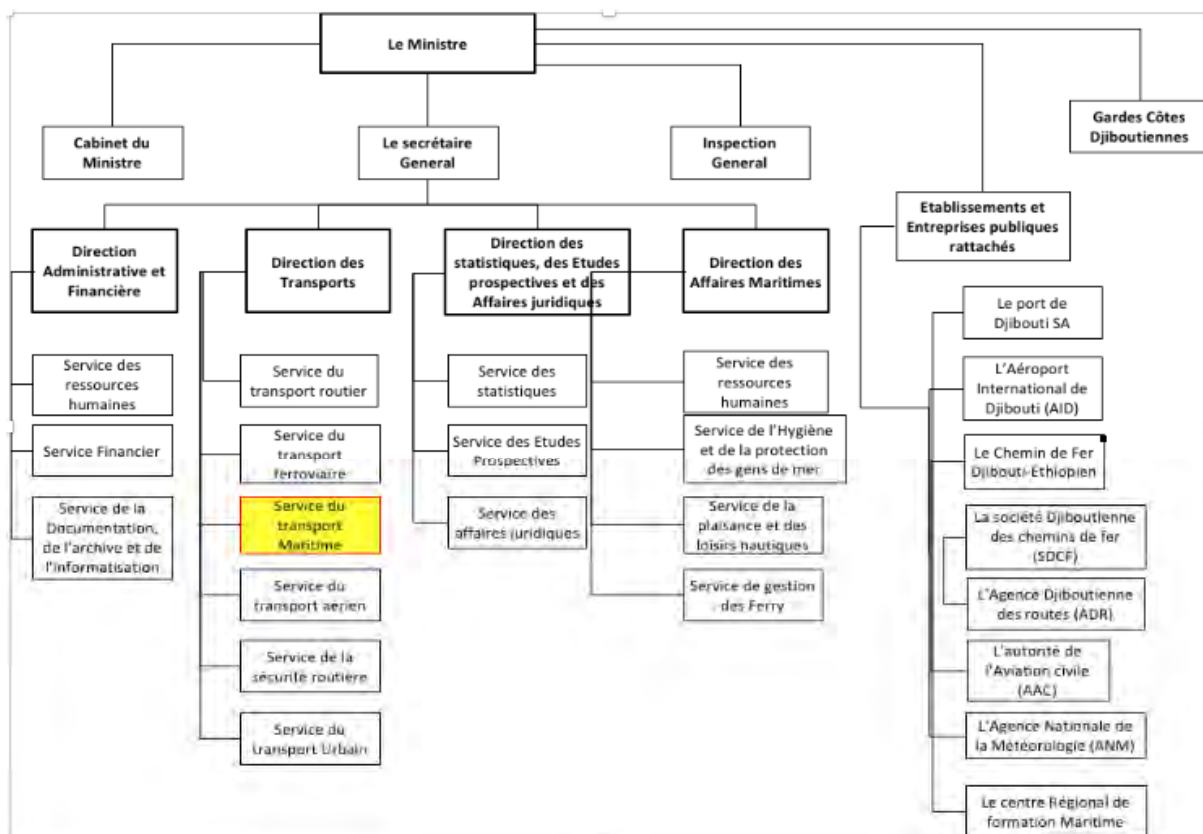 Le Ministre
Cabinet du
Ministre
Le secrétaire
General
Inspection
General
Gardes Côtes
Djiboutiennes
Etablissements et
Entreprises publiques
rattachés
Direction
Administrative et
Financière
Direction des
Transports
Direction des
statistiques, des Etudes
prospectives et des
Affaires juridiques
Direction des
Affaires Maritimes
Service des
ressources
humaines
Service Financier
Service de la
Documentation,
de l'archive et de
l'informatisation
Service du
transport routier
Service du
transport
ferroviaire
Service du
transport
Maritime
Service du
transport aérien
Service de la
sécurité routière
Service du
transport Urbain
Service des
statistiques
Service des Etudes
Prospectives
Service des
affaires juridiques
Service des
ressources
humaines
Service de l'Hygiène
et de la protection
des gens de mer
Service de la
plaisance et des
loisirs nautiques
Service de gestion
des Ferry
Le port de
Djibouti SA
L'Aéroport
International de
Djibouti (AID)
Le Chemin de Fer
Djibouti-Ethiopien
La société Djiboutienne
des chemins de fer
(SDCF)
L'Agence Djiboutienne
des routes (ADR)
L'autorité de
l'Aviation civile
(AAC)
L'Agence Nationale de
la Météorologie (ANM)
Le centre Régional de
formation Maritime